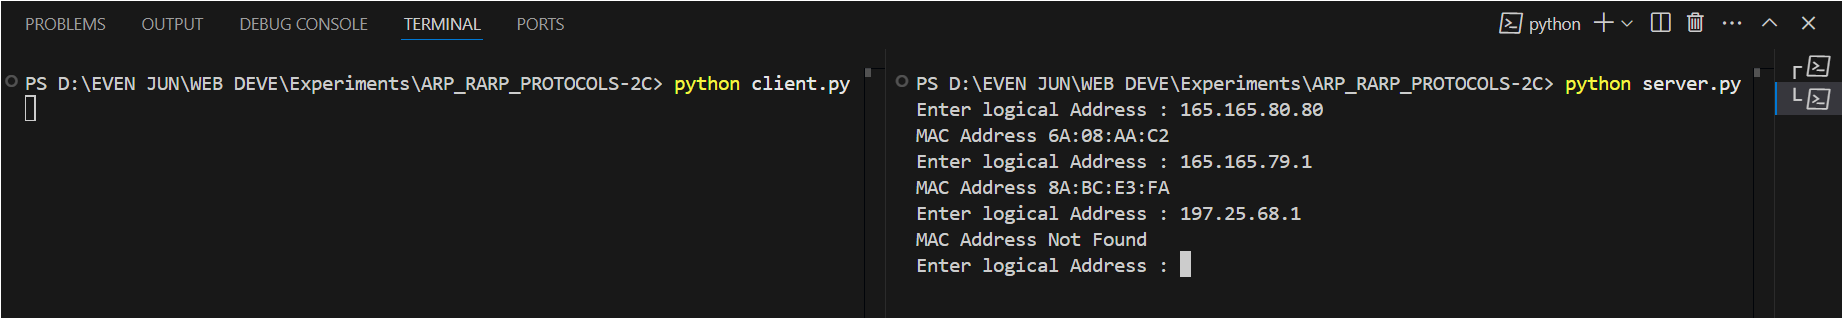 PROBLEMS OUTPUT DEBUG CONSOLE TERMINAL PORTS python
PS D:\EVEN JUN\WEB DEVE\Experiments\ARP_RARP_PROTOCOLS-2C> python client.py
PS D:\EVEN JUN\WEB DEVE\Experiments\ARP_RARP_PROTOCOLS-2C> python server.py
Enter logical Address : 165.165.80.80
MAC Address 6A:08:AA:C2
Enter logical Address : 165.165.79.1
MAC Address 8A:BC:E3:FA
Enter logical Address : 197.25.68.1
MAC Address Not Found
Enter logical Address :